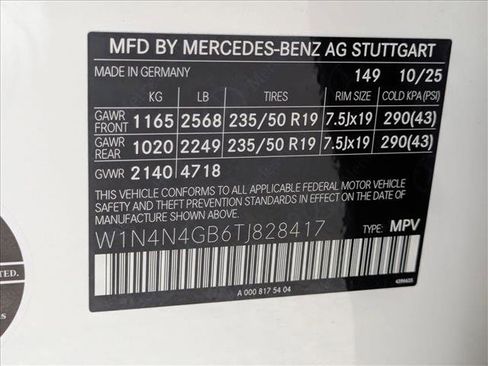 MFD BY MERCEDES-BENZ AG STUTTGART
MADE IN GERMANY 149 10/25
KG LB TIRES RIM SIZE COLD KPA(PSI)
GAWR FRONT 1165 2568 235/50 R19 7.5Jx19 290(43)
GAWR REAR 1020 2249 235/50 R19 7.5Jx19 290(43)
GVWR 2140 4718
THIS VEHICLE CONFORMS TO ALL APPLICABLE FEDERAL MOTOR VEHICLE
SAFETY AND THEFT PREVENTION STANDARDS IN EFFECT ON THE DATE OF
MANUFACTURE SHOWN ABOVE.
W1N4N4GB6TJ828417 TYPE: MPV
A 000 817 54 04